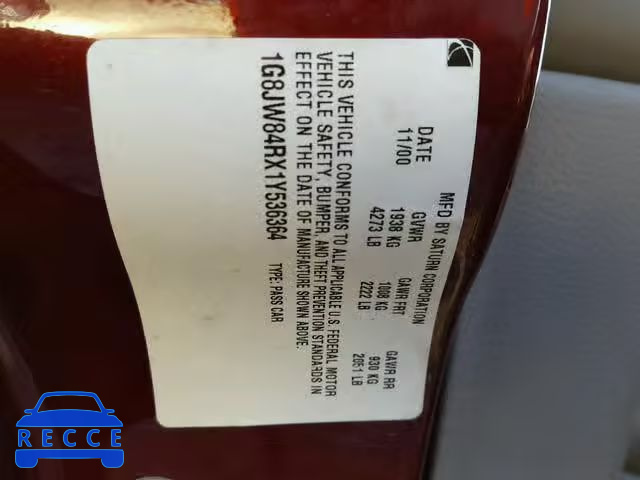 MFD BY SATURN CORPORATION
DATE GVWR GAWR FRT GAWR RR
11/00 1938 KG 1008 KG 930 KG
4273 LB 2222 LB 2051 LB
THIS VEHICLE CONFORMS TO ALL APPLICABLE U.S. FEDERAL MOTOR
VEHICLE SAFETY, BUMPER, AND THEFT PREVENTION STANDARDS IN
EFFECT ON THE DATE OF MANUFACTURE SHOWN ABOVE.
1G8JW84RX1Y536364 TYPE: PASS CAR
RECCE